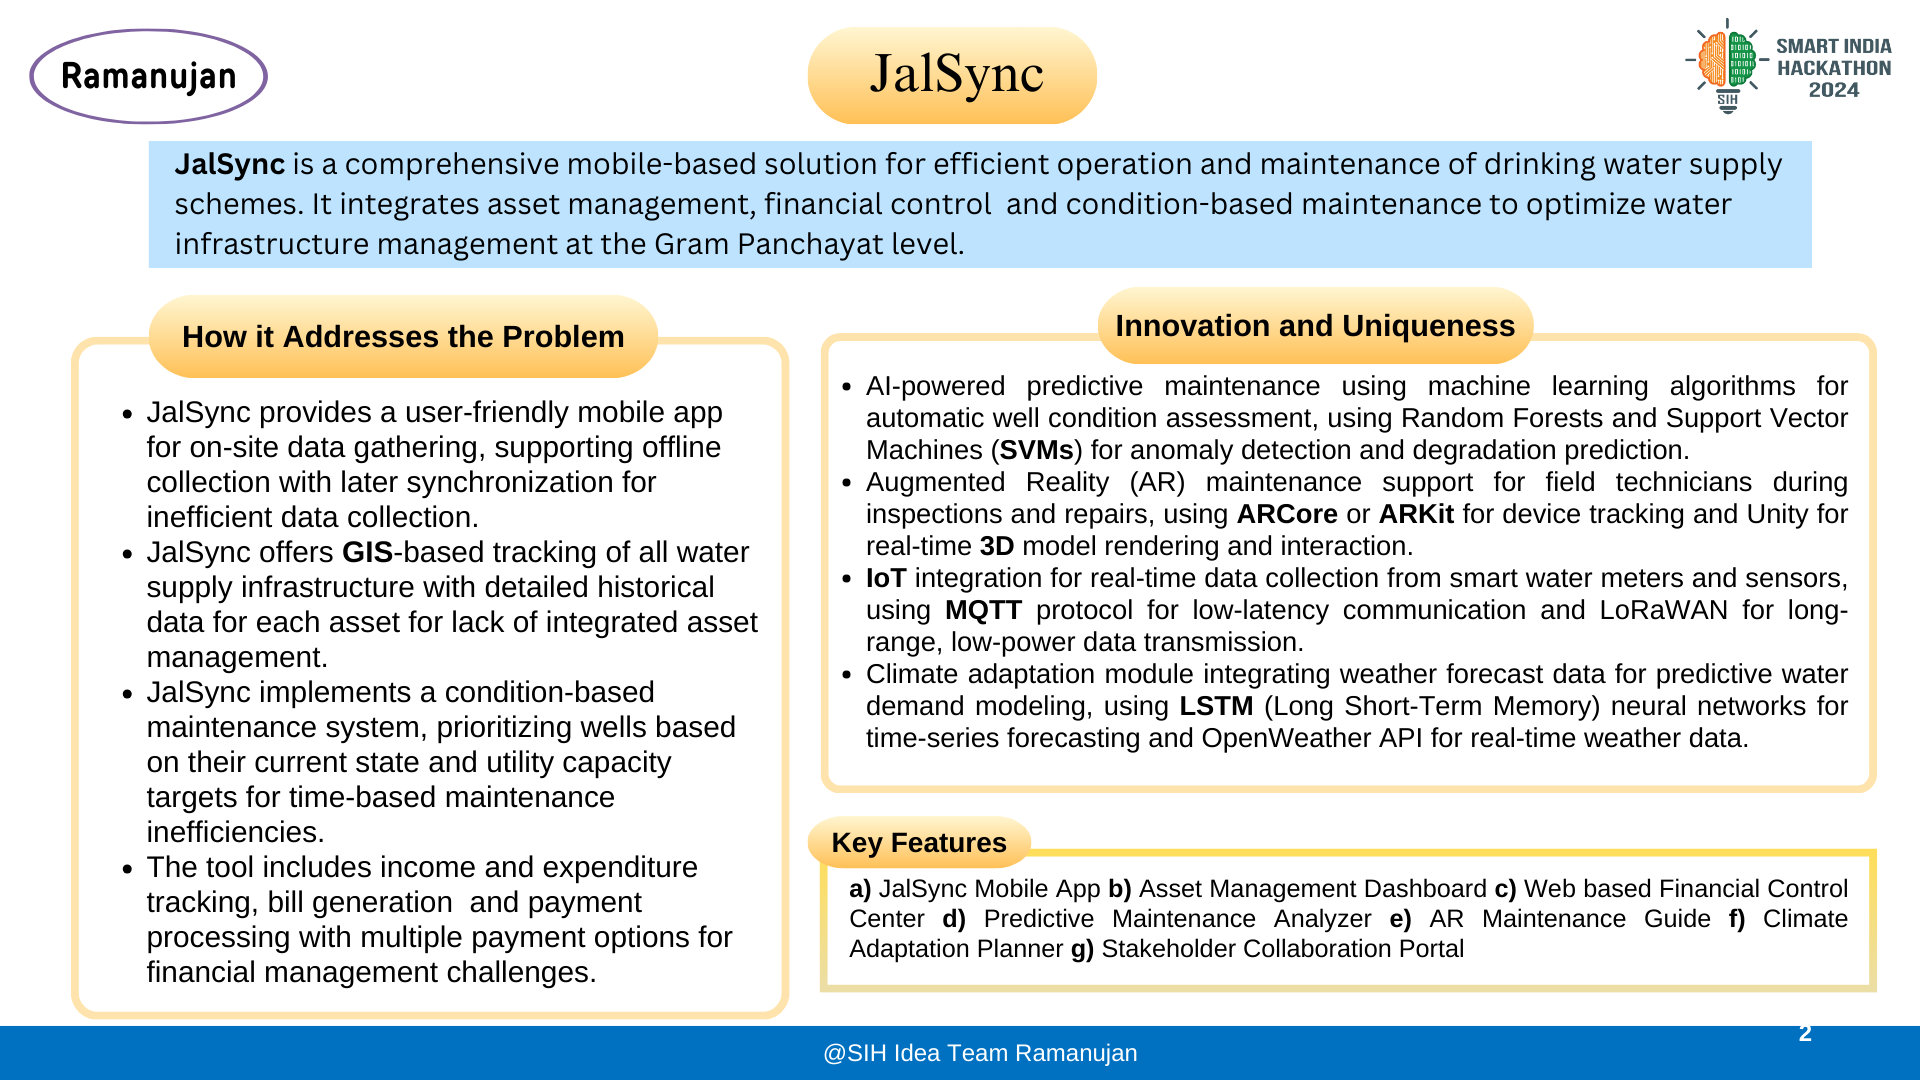 Ramanujan
JalSync
SMART INDIA
HACKATHON
2024
SIH
JalSync is a comprehensive mobile-based solution for efficient operation and maintenance of drinking water supply
schemes. It integrates asset management, financial control  and condition-based maintenance to optimize water
infrastructure management at the Gram Panchayat level.
How it Addresses the Problem
• JalSync provides a user-friendly mobile app
for on-site data gathering, supporting offline
collection with later synchronization for
inefficient data collection.
• JalSync offers GIS-based tracking of all water
supply infrastructure with detailed historical
data for each asset for lack of integrated asset
management.
• JalSync implements a condition-based
maintenance system, prioritizing wells based
on their current state and utility capacity
targets for time-based maintenance
inefficiencies.
• The tool includes income and expenditure
tracking, bill generation  and payment
processing with multiple payment options for
financial management challenges.
Innovation and Uniqueness
• AI-powered predictive maintenance using machine learning algorithms for
automatic well condition assessment, using Random Forests and Support Vector
Machines (SVMs) for anomaly detection and degradation prediction.
• Augmented Reality (AR) maintenance support for field technicians during
inspections and repairs, using ARCore or ARKit for device tracking and Unity for
real-time 3D model rendering and interaction.
• IoT integration for real-time data collection from smart water meters and sensors,
using MQTT protocol for low-latency communication and LoRaWAN for long-
range, low-power data transmission.
• Climate adaptation module integrating weather forecast data for predictive water
demand modeling, using LSTM (Long Short-Term Memory) neural networks for
time-series forecasting and OpenWeather API for real-time weather data.
Key Features
a) JalSync Mobile App b) Asset Management Dashboard c) Web based Financial Control
Center d) Predictive Maintenance Analyzer e) AR Maintenance Guide f) Climate
Adaptation Planner g) Stakeholder Collaboration Portal
@SIH Idea Team Ramanujan
2